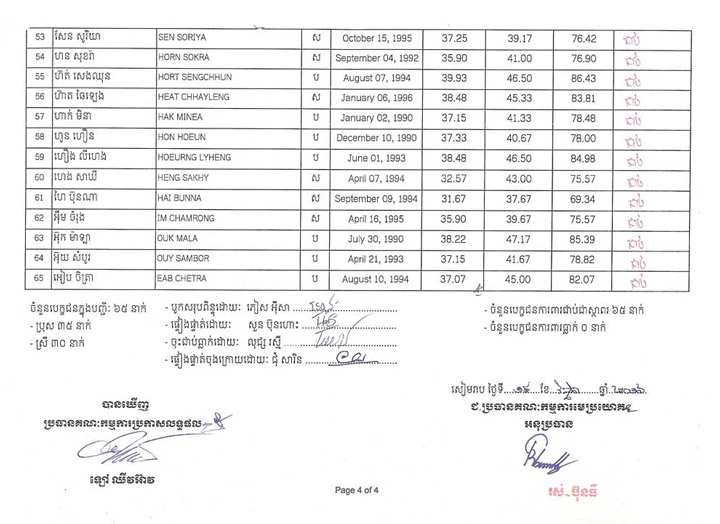 53 សែន សូរិយា SEN SORIYA ស October 15, 1995 37.25 39.17 76.42 ជាប់
54 ហន សុខរ៉ា HORN SOKRA ស September 04, 1992 35.90 41.00 76.90 ជាប់
55 ហ៊ត់ សេងឈុន HORT SENGCHHUN ប August 07, 1994 39.93 46.50 86.43 ជាប់
56 ហ៊ាត ឆៃឡេង HEAT CHHAYLENG ស January 06, 1996 38.48 45.33 83.81 ជាប់
57 ហាក់ មិនា HAK MINEA ប January 02, 1990 37.15 41.33 78.48 ជាប់
58 ហូន ហឿន HON HOEUN ប December 10, 1990 37.33 40.67 78.00 ជាប់
59 ហឿង លីហេង HOEURNG LYHENG ប June 01, 1993 38.48 46.50 84.98 ជាប់
60 ហេង សាឃី HENG SAKHY ស April 07, 1994 32.57 43.00 75.57 ជាប់
61 ហៃ ប៊ុនណា HAI BUNNA ស September 09, 1994 31.67 37.67 69.34 ជាប់
62 អ៊ឹម ចំរុង IM CHAMRONG ស April 16, 1995 35.90 39.67 75.57 ជាប់
63 អ៊ុក ម៉ាឡា OUK MALA ប July 30, 1990 38.22 47.17 85.39 ជាប់
64 អ៊ុយ សំបូរ OUY SAMBOR ប April 21, 1993 37.15 41.67 78.82 ជាប់
65 អៀប ចិត្រា EAB CHETRA ប August 10, 1994 37.07 45.00 82.07 ជាប់
ចំនួនបេក្ខជនក្នុងបញ្ជី: ៦៥ នាក់
- ប្រុស ៣៥ នាក់
- ស្រី ៣០ នាក់
- បូកសរុបពិន្ទុដោយ: កឿស អ៊ីសា
- ផ្ទៀងផ្ទាត់ដោយ: សួន ប៊ុនហោះ
- ចុះជាប់ធ្លាក់ដោយ: លុជ្យ រស្មី
- ផ្ទៀងផ្ទាត់ចុងក្រោយដោយ: ជុំ សារិន
- ចំនួនបេក្ខជនការពារជាប់ជាស្ថាពរ ៦៥ នាក់
- ចំនួនបេក្ខជនការពារធ្លាក់ ០ នាក់
សៀមរាប ថ្ងៃទី ខែ ឆ្នាំ
បានឃើញ
ប្រធានគណៈកម្មការប្រកាសលទ្ធផល
ឡៅ ឈីវអ៊ាវ
ជ.ប្រធានគណៈកម្មការមេប្រយោគ
អនុប្រធាន
រស់ ប៊ុនធី
Page 4 of 4